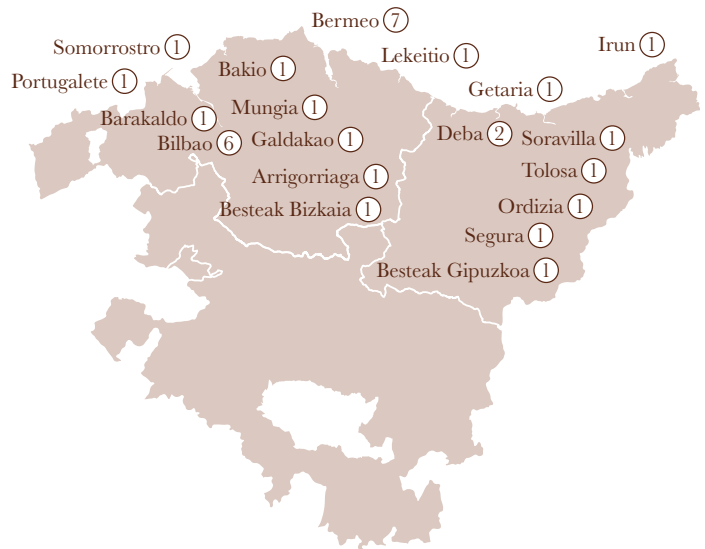 Bermeo 7
Somorrostro 1
Lekeitio 1
Irun 1
Portugalete 1
Bakio 1
Getaria 1
Barakaldo 1
Mungia 1
Bilbao 6
Galdakao 1
Deba 2
Soravilla 1
Arrigorriaga 1
Tolosa 1
Besteak Bizkaia 1
Ordizia 1
Segura 1
Besteak Gipuzkoa 1